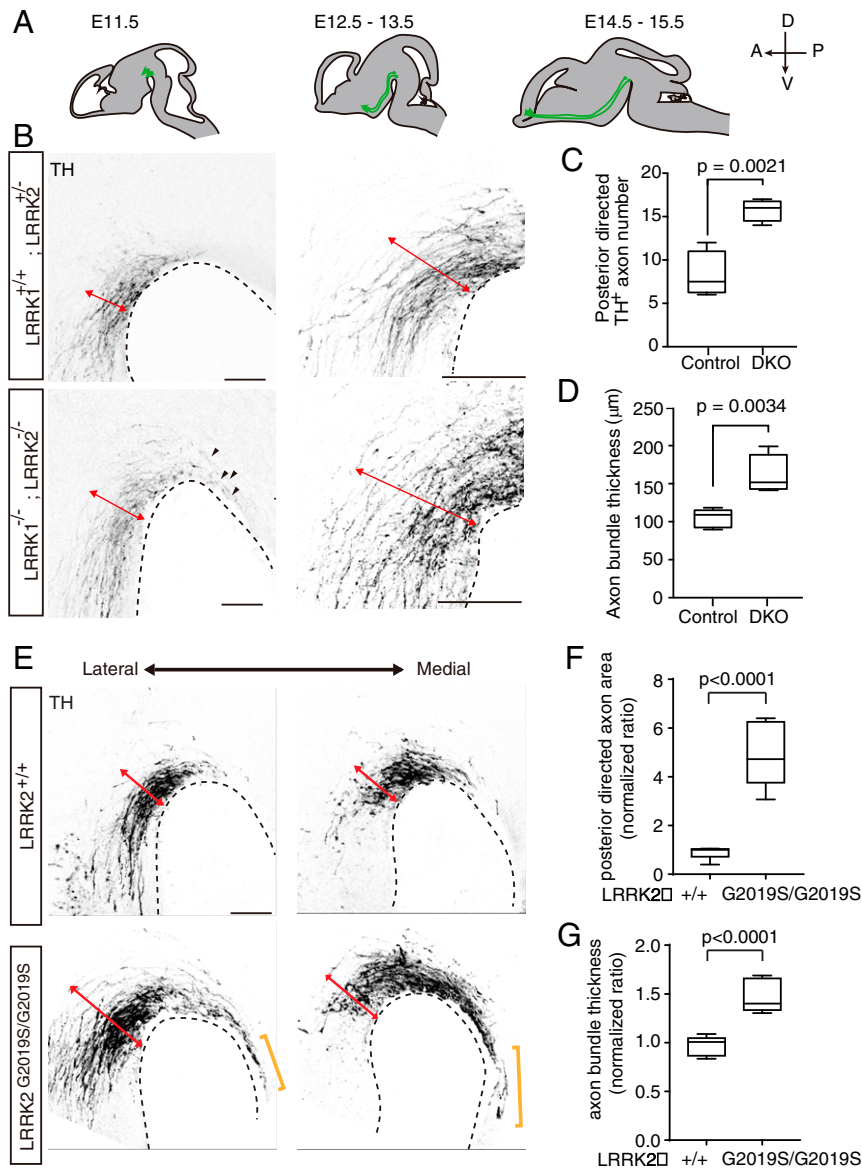 A
E11.5
E12.5 - 13.5
E14.5 - 15.5
D
A
P
V
B
LRRK1+/+ ; LRRK2+/-
TH
LRRK1-/- ; LRRK2-/-
C
p = 0.0021
Posterior directed
TH+ axon number
20
15
10
5
0
Control
DKO
D
p = 0.0034
Axon bundle thickness (μm)
250
200
150
100
50
0
Control
DKO
E
Lateral
Medial
LRRK2+/+
TH
LRRK2 G2019S/G2019S
F
p<0.0001
posterior directed axon area
(normalized ratio)
8
6
4
2
0
LRRK2□ +/+ G2019S/G2019S
G
p<0.0001
axon bundle thickness
(normalized ratio)
2.0
1.5
1.0
0.5
0.0
LRRK2□ +/+ G2019S/G2019S